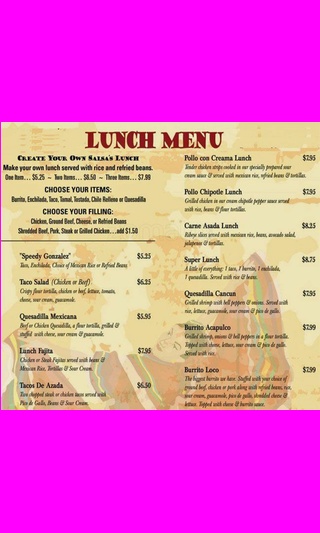 LUNCH MENU
CREATE YOUR OWN SALSA'S LUNCH
Make your own lunch served with rice and refried beans.
One Item... $5.25 ~ Two Items... $6.50 ~ Three Items... $7.99
CHOOSE YOUR ITEMS:
Burrito, Enchilada, Taco, Tamal, Tostada, Chile Relleno or Quesadilla
CHOOSE YOUR FILLING:
Chicken, Ground Beef, Cheese, or Refried Beans
Shredded Beef, Pork, Steak or Grilled Chicken...add $1.50
"Speedy Gonzalez" $5.25
Taco, Enchilada, Choice of Mexican Rice or Refried Beans
Taco Salad (Chicken or Beef) $6.25
Crispy flour tortilla, chicken or beef, lettuce, tomato,
cheese, sour cream, guacamole.
Quesadilla Mexicana $5.95
Beef or Chicken Quesadilla, a flour tortilla, grilled &
stuffed with cheese, sour cream & guacamole.
Lunch Fajita $7.95
Chicken or Steak Fajitas served with beans &
Mexican Rice, Tortillas & Sour Cream.
Tacos De Azada $6.50
Two chopped steak or chicken tacos served with
Pico de Gallo, Beans & Sour Cream.
Pollo con Creama Lunch $7.95
Tender chicken strips cooked in our specially prepared sour
cream sauce & served with mexican rice, refried beans & tortillas.
Pollo Chipotle Lunch $7.95
Grilled chicken in our cream chipotle pepper sauce served
with rice, beans & flour tortillas.
Carne Asada Lunch $8.25
Ribeye slices served with mexican rice, beans, avocado salad,
jalapenos & tortillas.
Super Lunch $8.75
A little of everything: 1 taco, 1 burrito, 1 enchilada,
1 quesadilla. Served with rice and beans.
Quesadilla Cancun $7.95
Grilled shrimp with bell peppers & onions. Served with
rice, lettuce, guacamole, sour cream & pico de gallo.
Burrito Acapulco $7.99
Grilled shrimp, onions & bell peppers in a flour tortilla.
Topped with cheese, lettuce, sour cream & pico de gallo.
Served with rice.
Burrito Loco $7.99
The biggest burrito we have. Stuffed with your choice of
ground beef, chicken or pork along with refried beans, rice,
sour cream, guacamole, pico de gallo, shredded cheese &
lettuce. Topped with cheese & burrito sauce.